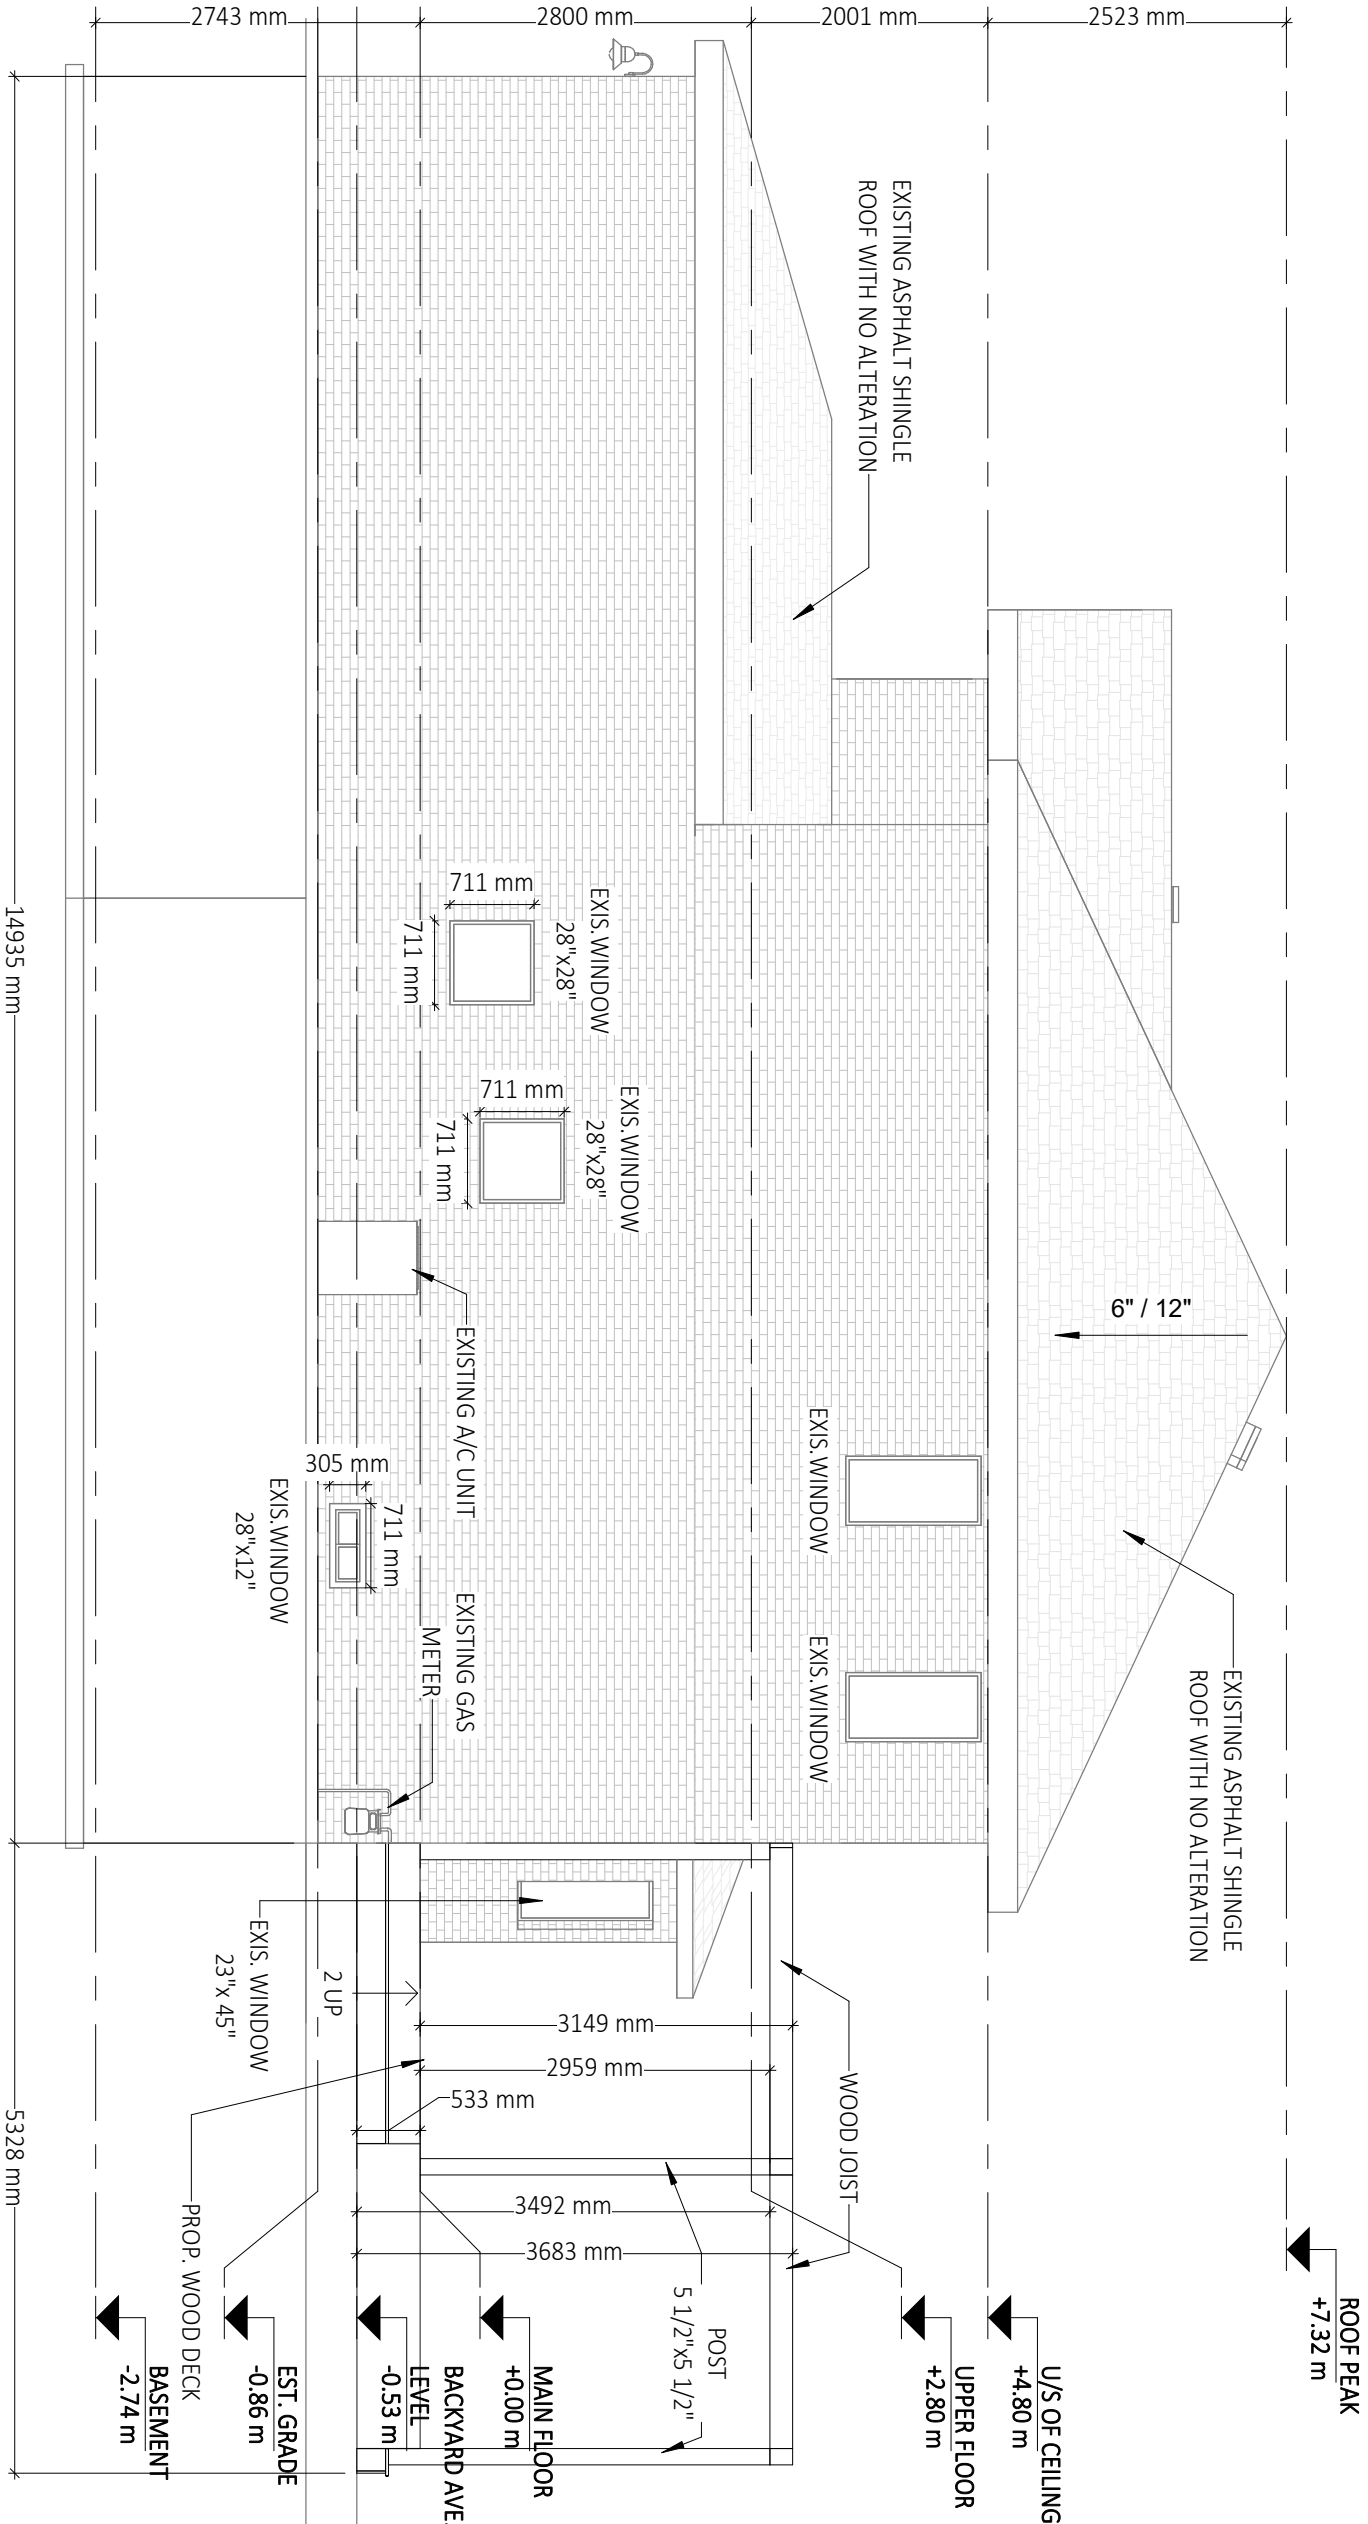 2743 mm
2800 mm
2001 mm
2523 mm
EXISTING ASPHALT SHINGLE
ROOF WITH NO ALTERATION
711 mm
711 mm
EXIS.WINDOW
28"x28"
711 mm
711 mm
EXIS.WINDOW
28"x28"
EXISTING A/C UNIT
6" / 12"
EXIS.WINDOW
EXIS.WINDOW
305 mm
711 mm
EXIS.WINDOW
28"x12"
EXISTING GAS
METER
EXISTING ASPHALT SHINGLE
ROOF WITH NO ALTERATION
14935 mm
5328 mm
EXIS. WINDOW
23"x 45"
2 UP
3149 mm
2959 mm
533 mm
3492 mm
3683 mm
WOOD JOIST
POST
5 1/2"x5 1/2"
PROP. WOOD DECK
ROOF PEAK
+7.32 m
U/S OF CEILING
+4.80 m
UPPER FLOOR
+2.80 m
MAIN FLOOR
+0.00 m
BACKYARD AVE.
LEVEL
-0.53 m
EST. GRADE
-0.86 m
BASEMENT
-2.74 m